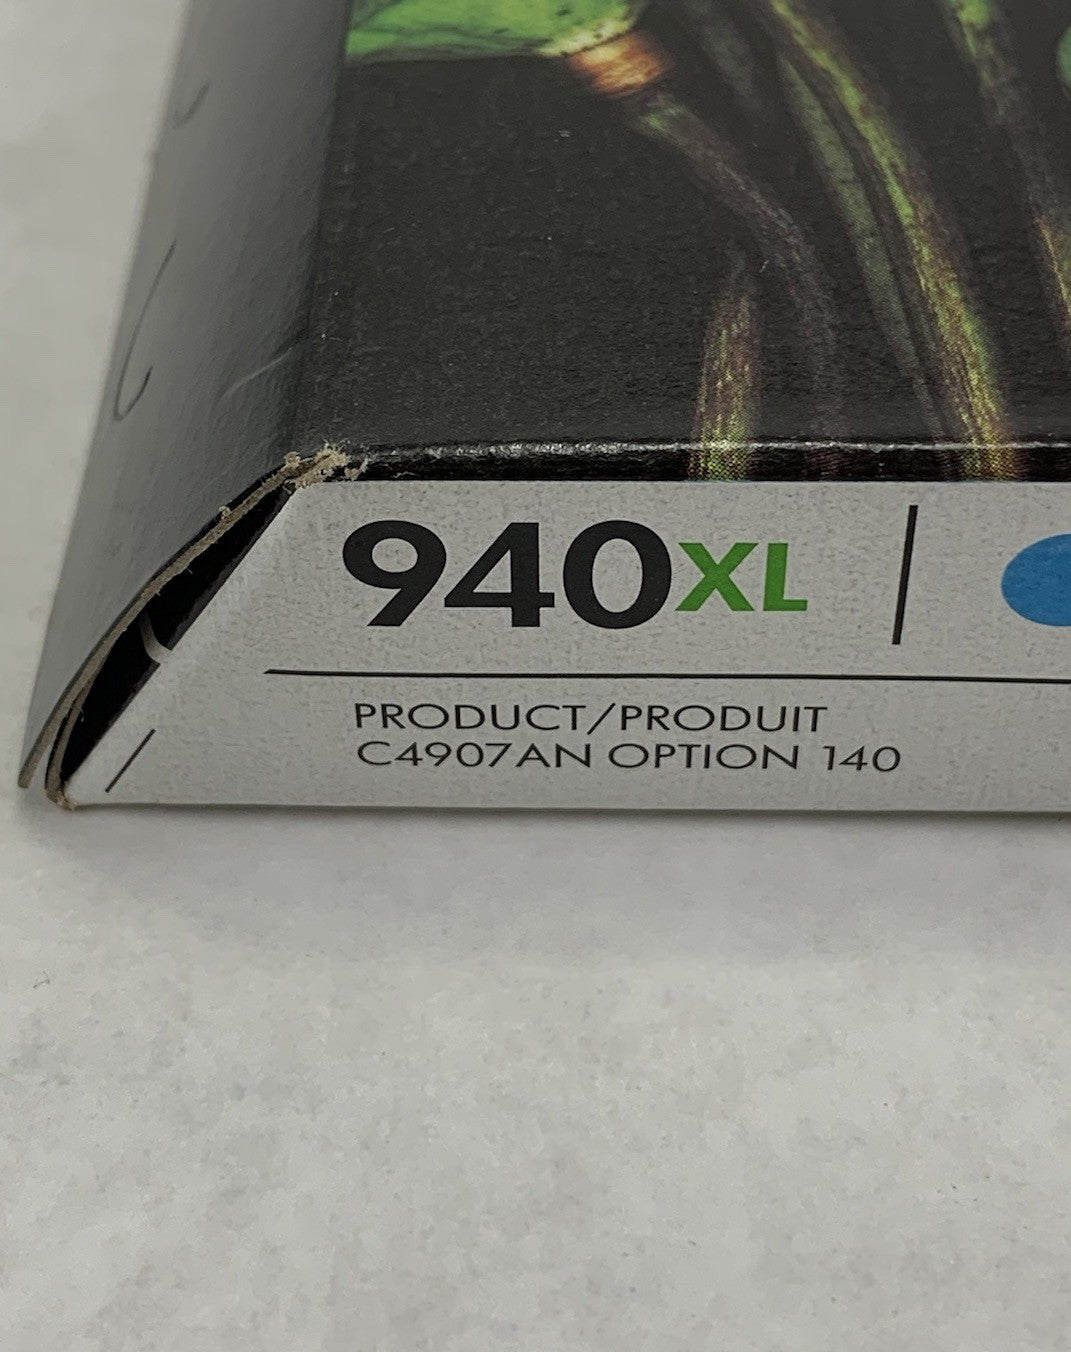 940XL
PRODUCT/PRODUIT
C4907AN OPTION 140